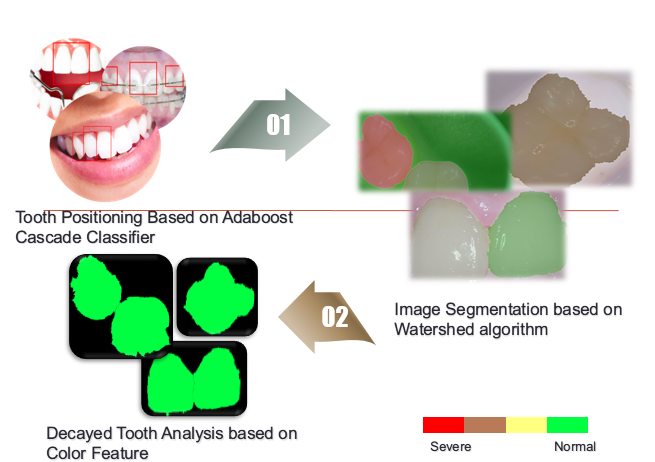 01
Tooth Positioning Based on Adaboost
Cascade Classifier
Image Segmentation based on
Watershed algorithm
02
Decayed Tooth Analysis based on
Color Feature
Severe
Normal